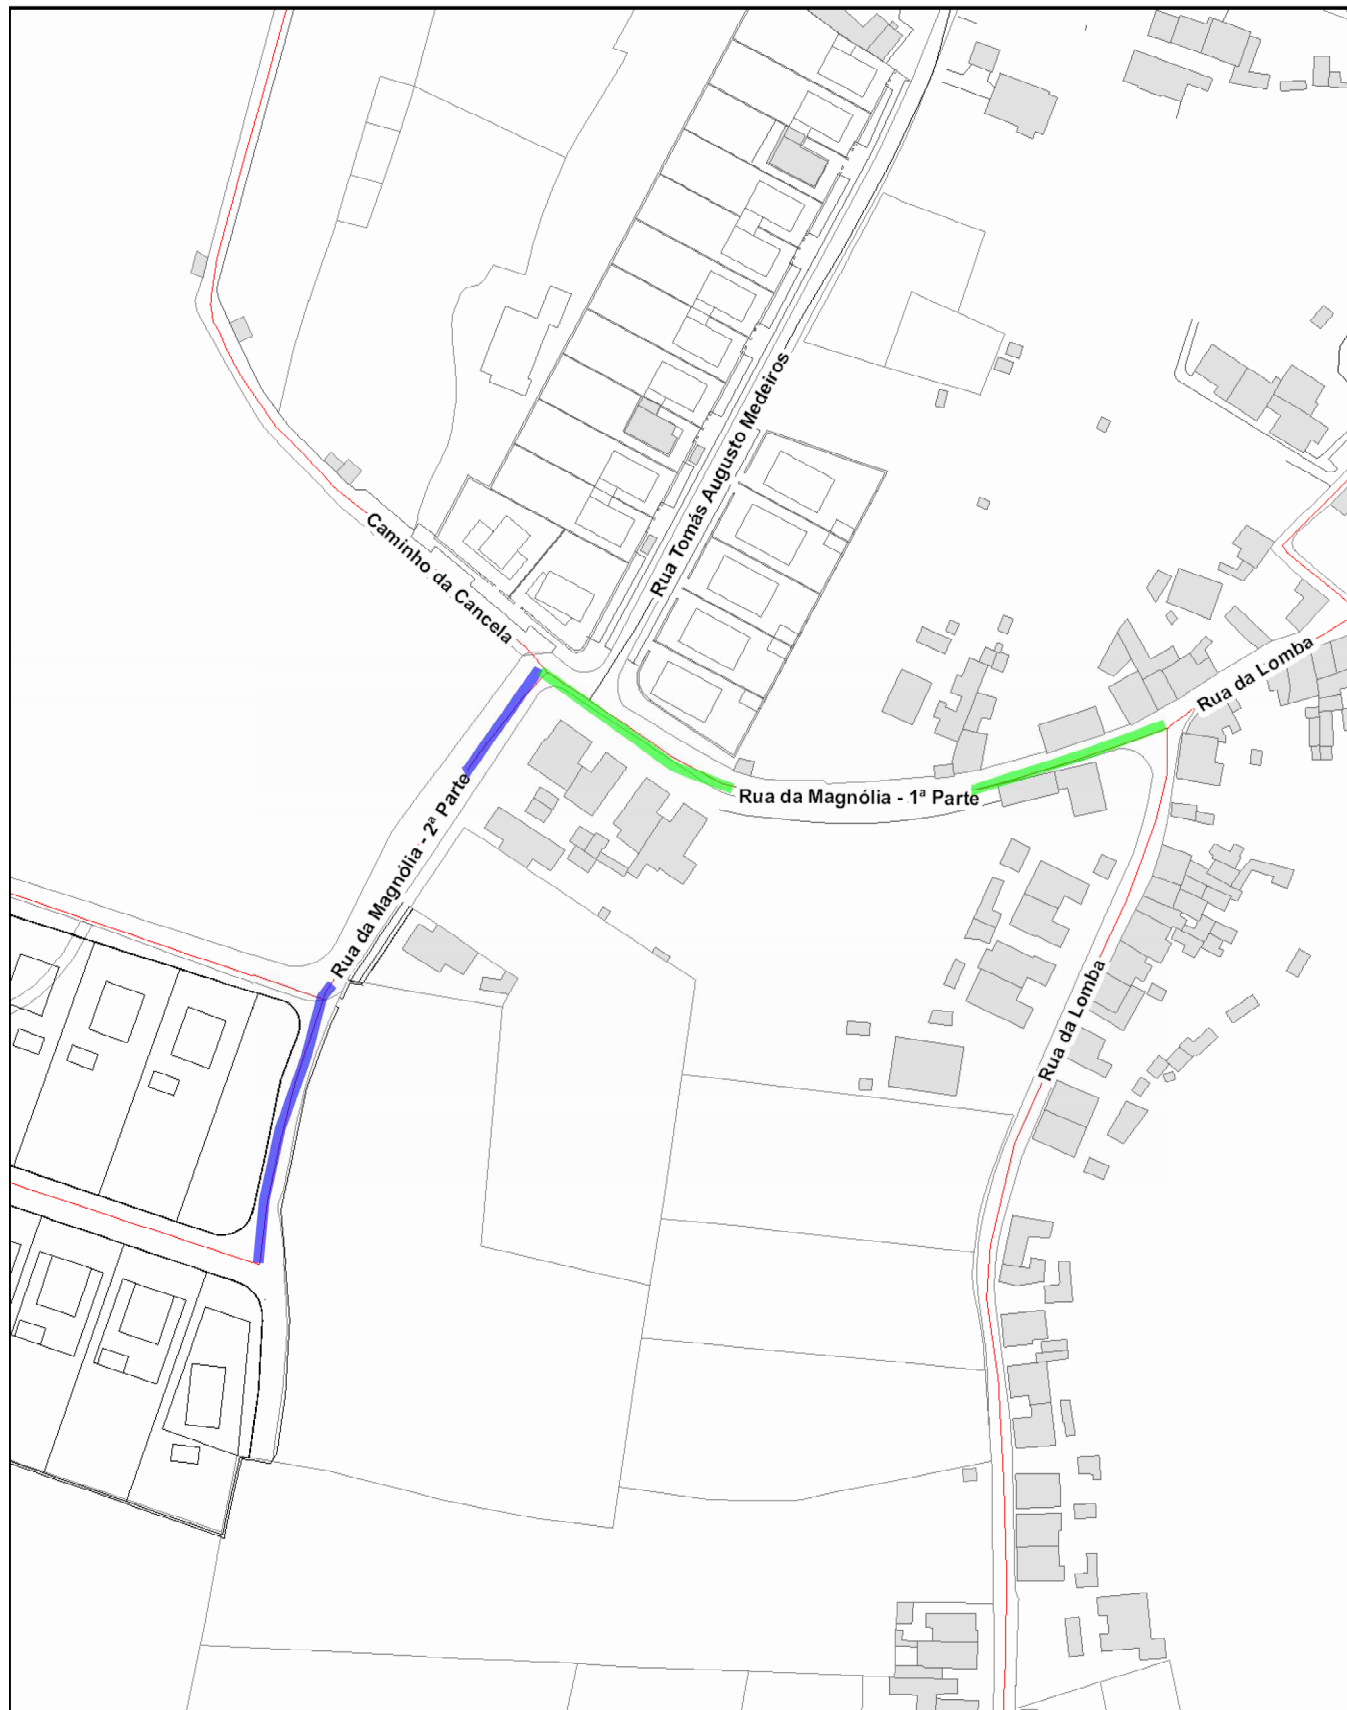 Rua Tomás Augusto Medeiros
Caminho da Cancela
Rua da Lomba
Rua da Magnólia - 1ª Parte
Rua da Magnólia - 2ª Parte
Rua da Lomba